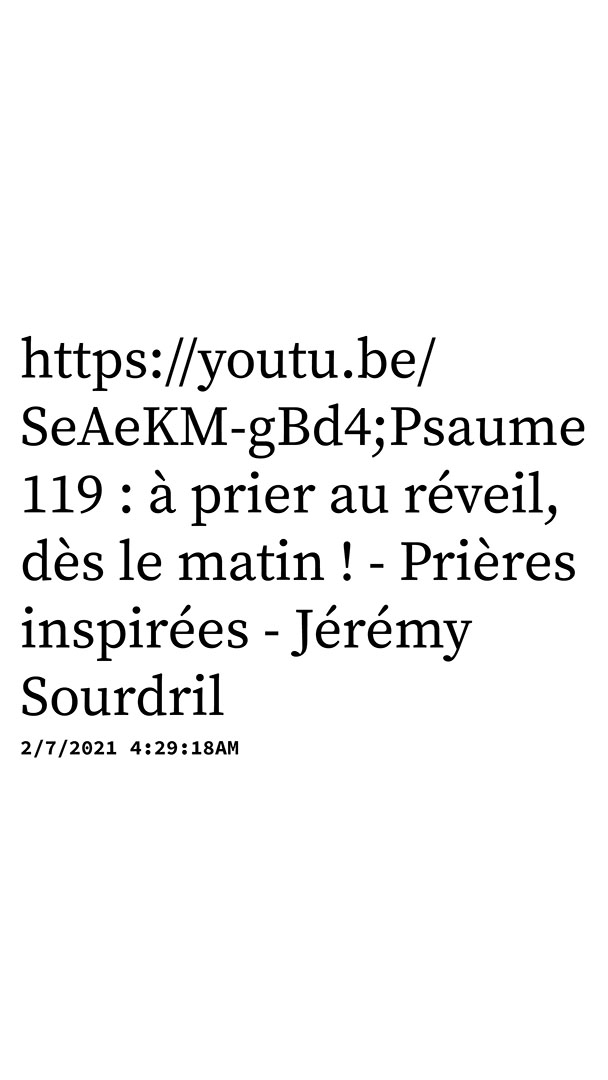 https://youtu.be/
SeAeKM-gBd4;Psaume
119 : à prier au réveil,
dès le matin ! - Prières
inspirées - Jérémy
Sourdril
2/7/2021 4:29:18AM